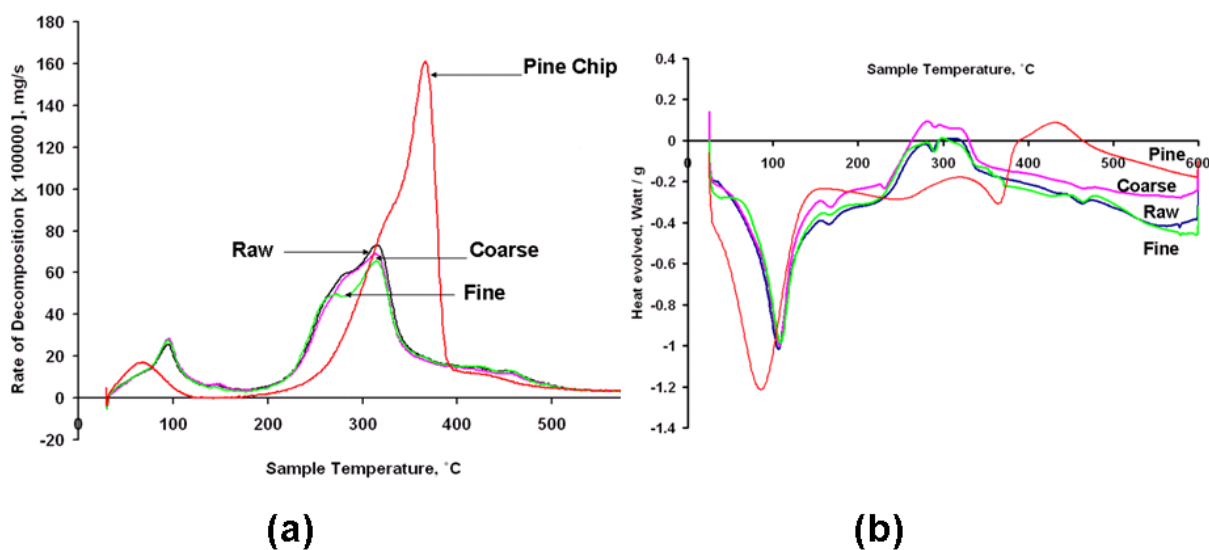 180
160
140
120
100
80
60
40
20
0
-20
Rate of Decomposition [x 100000 ], mg/s
Pine Chip
Raw
Coarse
Fine
0
100
200
300
400
500
Sample Temperature, ˚C
(a)
Sample Temperature, ˚C
0.4
0.2
0
-0.2
-0.4
-0.6
-0.8
-1
-1.2
-1.4
Heat evolved, Watt / g
0
100
200
300
400
500
600
Pine
Coarse
Raw
Fine
(b)